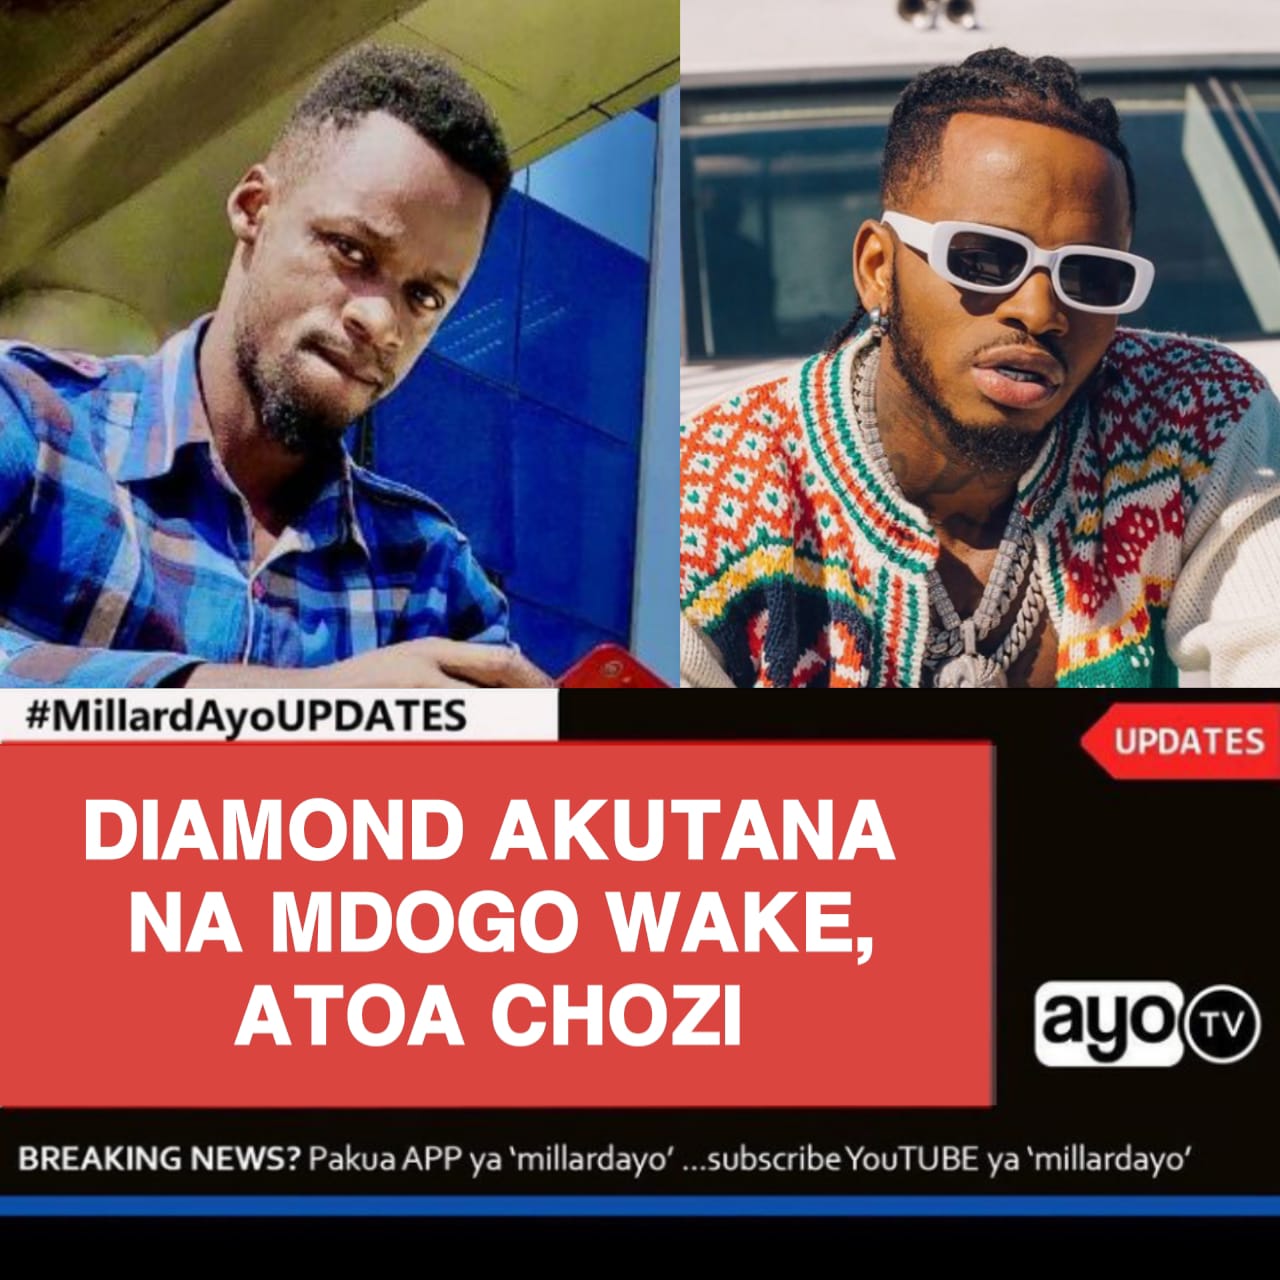 #MillardAyoUPDATES
UPDATES
DIAMOND AKUTANA
NA MDOGO WAKE,
ATOA CHOZI
ayo TV
BREAKING NEWS? Pakua APP ya ‘millardayo’ ...subscribe YouTUBE ya ‘millardayo’